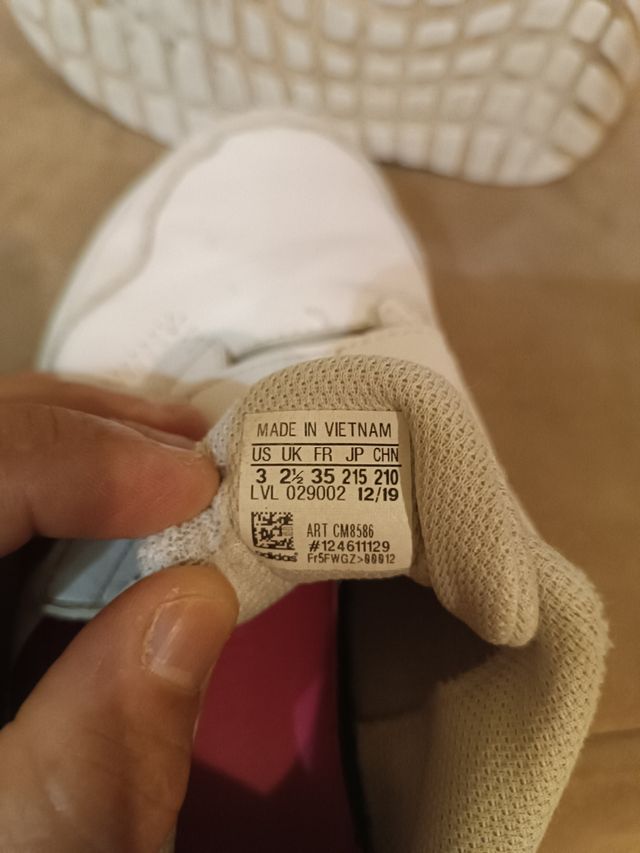 MADE IN VIETNAM
US UK FR JP CHN
3 2½ 35 215 210
LVL 029002 12/19
ART CM8586
#124611129
adidas Fr5FWGZ>00012